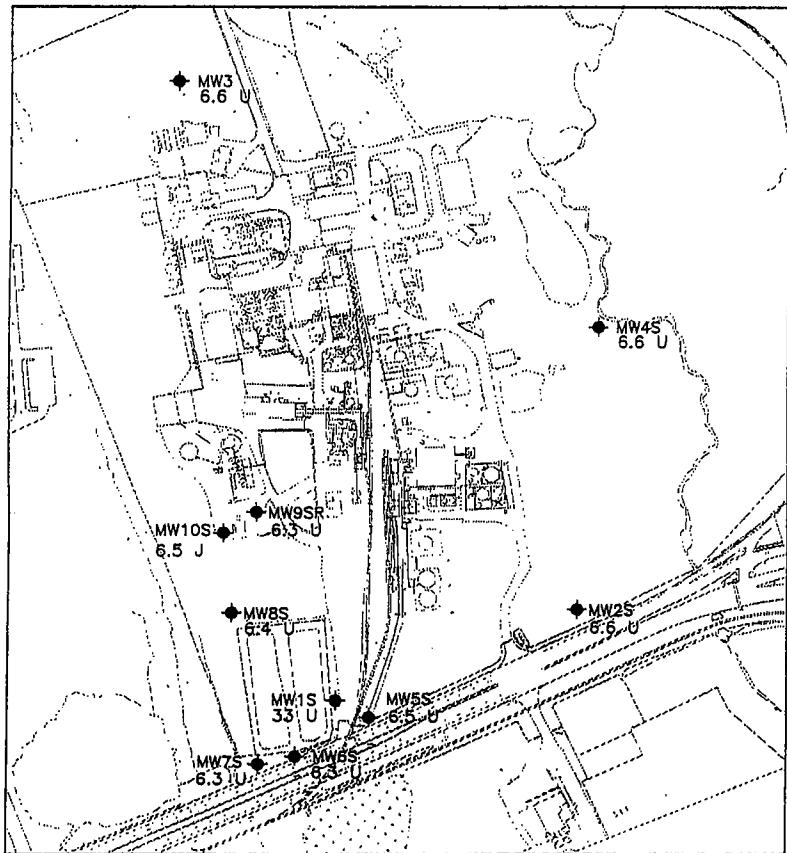 MW3
6.6 U
MW4S
6.6 U
MW9SR
6.3 U
MW10S
6.5 J
MW8S
6.4 U
MW2S
6.6 U
MW1S
33 U
MW5S
6.5 U
MW6S
6.3 U
MW7S
6.3 U